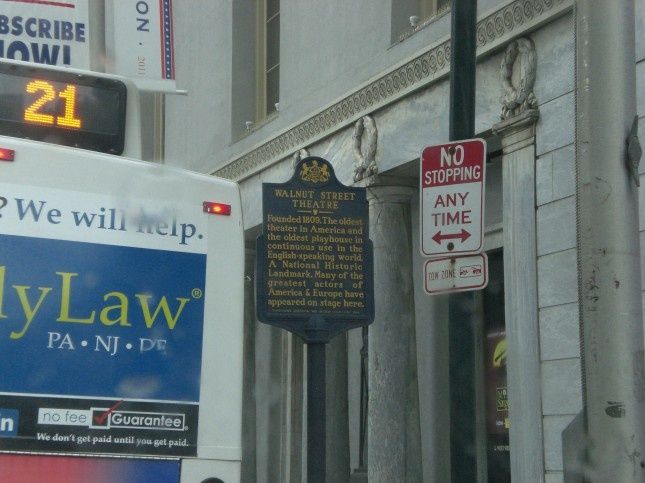 BSCRIBE
NOW!
ON . 2011
21
? We will help.
lyLaw®
PA • NJ • DE
in
no fee Guarantee
We don't get paid until you get paid.
WALNUT STREET
THEATRE
Founded 1809. The oldest
theater in America and
the oldest playhouse in
continuous use in the
English-speaking world.
A National Historic
Landmark. Many of the
greatest actors of
America & Europe have
appeared on stage here.
NO
STOPPING
ANY
TIME
TOW ZONE